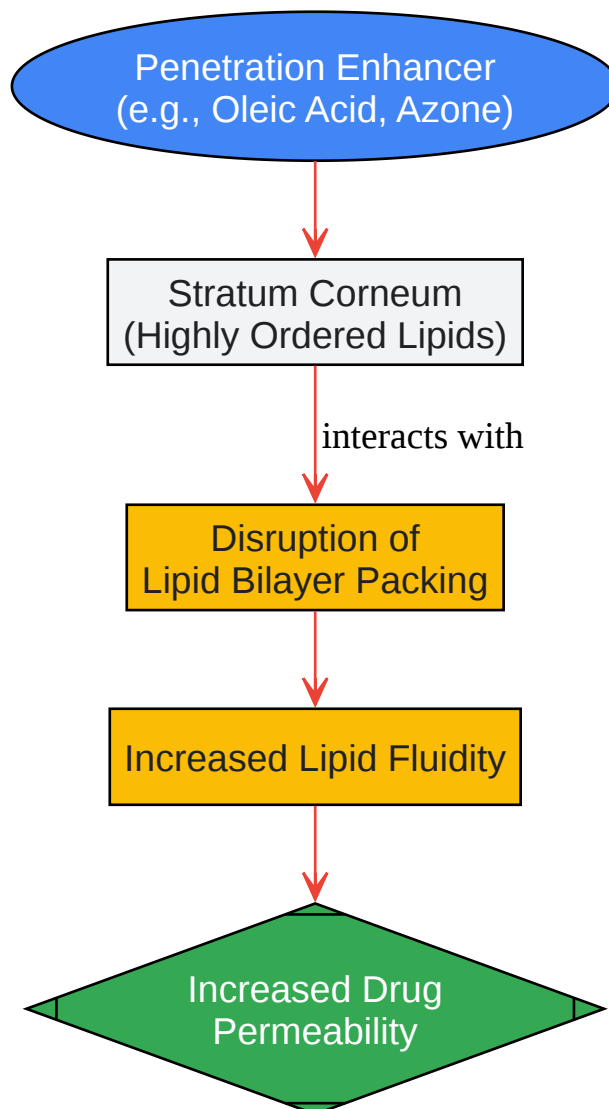 Penetration Enhancer
(e.g., Oleic Acid, Azone)
Stratum Corneum
(Highly Ordered Lipids)
interacts with
Disruption of
Lipid Bilayer Packing
Increased Lipid Fluidity
Increased Drug
Permeability